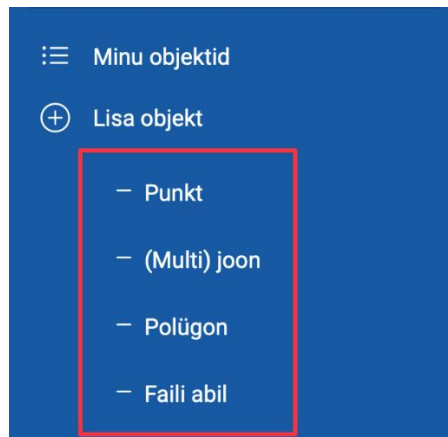 Minu objektid
Lisa objekt
– Punkt
– (Multi) joon
– Polügon
– Faili abil